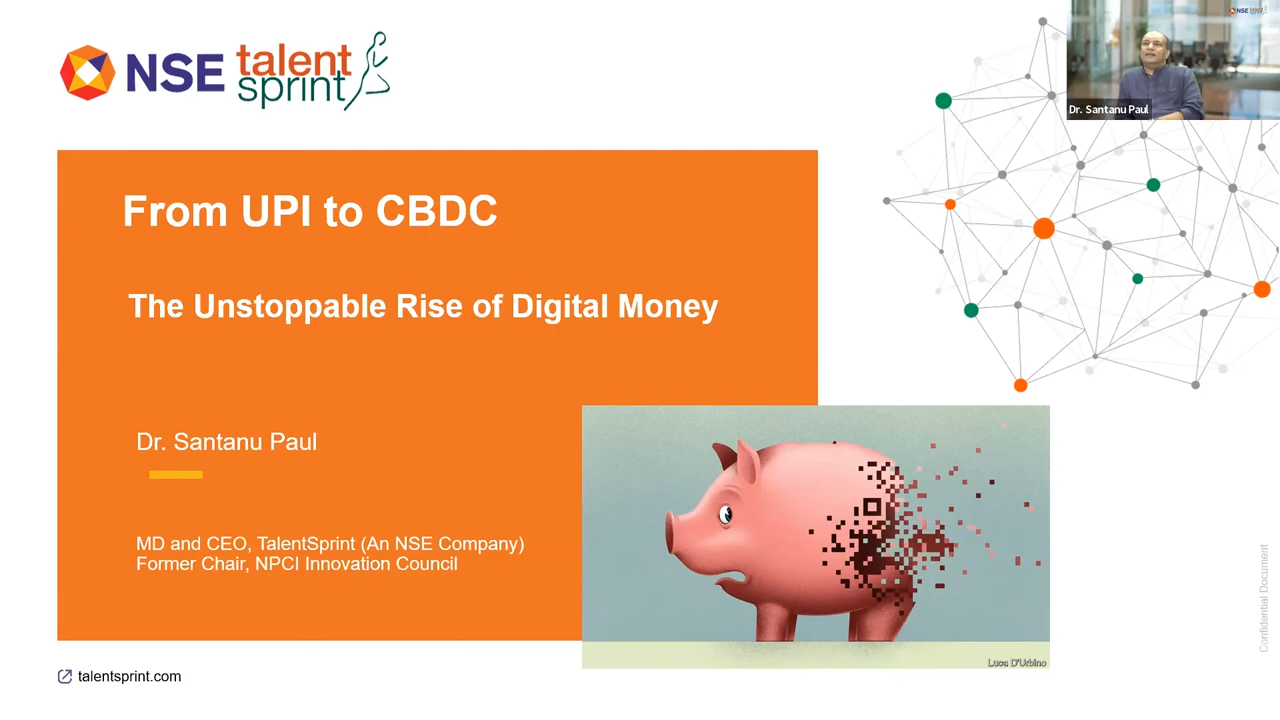 NSE talent sprint
Dr. Santanu Paul
From UPI to CBDC
The Unstoppable Rise of Digital Money
Dr. Santanu Paul
MD and CEO, TalentSprint (An NSE Company)
Former Chair, NPCI Innovation Council
Luca D'Urbino
Confidential Document
talentsprint.com